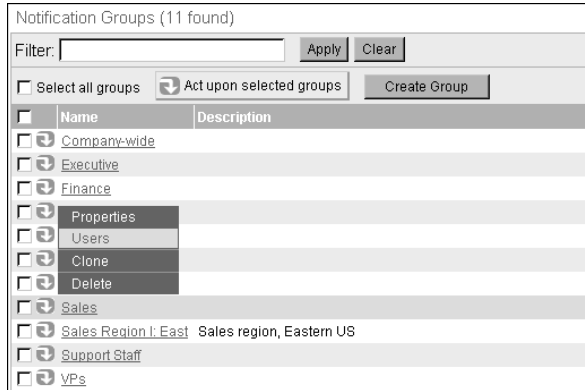 Notification Groups (11 found)
Filter: Apply Clear
Select all groups Act upon selected groups Create Group
Name Description
Company-wide
Executive
Finance
Properties
Users
Clone
Delete
Sales
Sales Region I: East Sales region, Eastern US
Support Staff
VPs